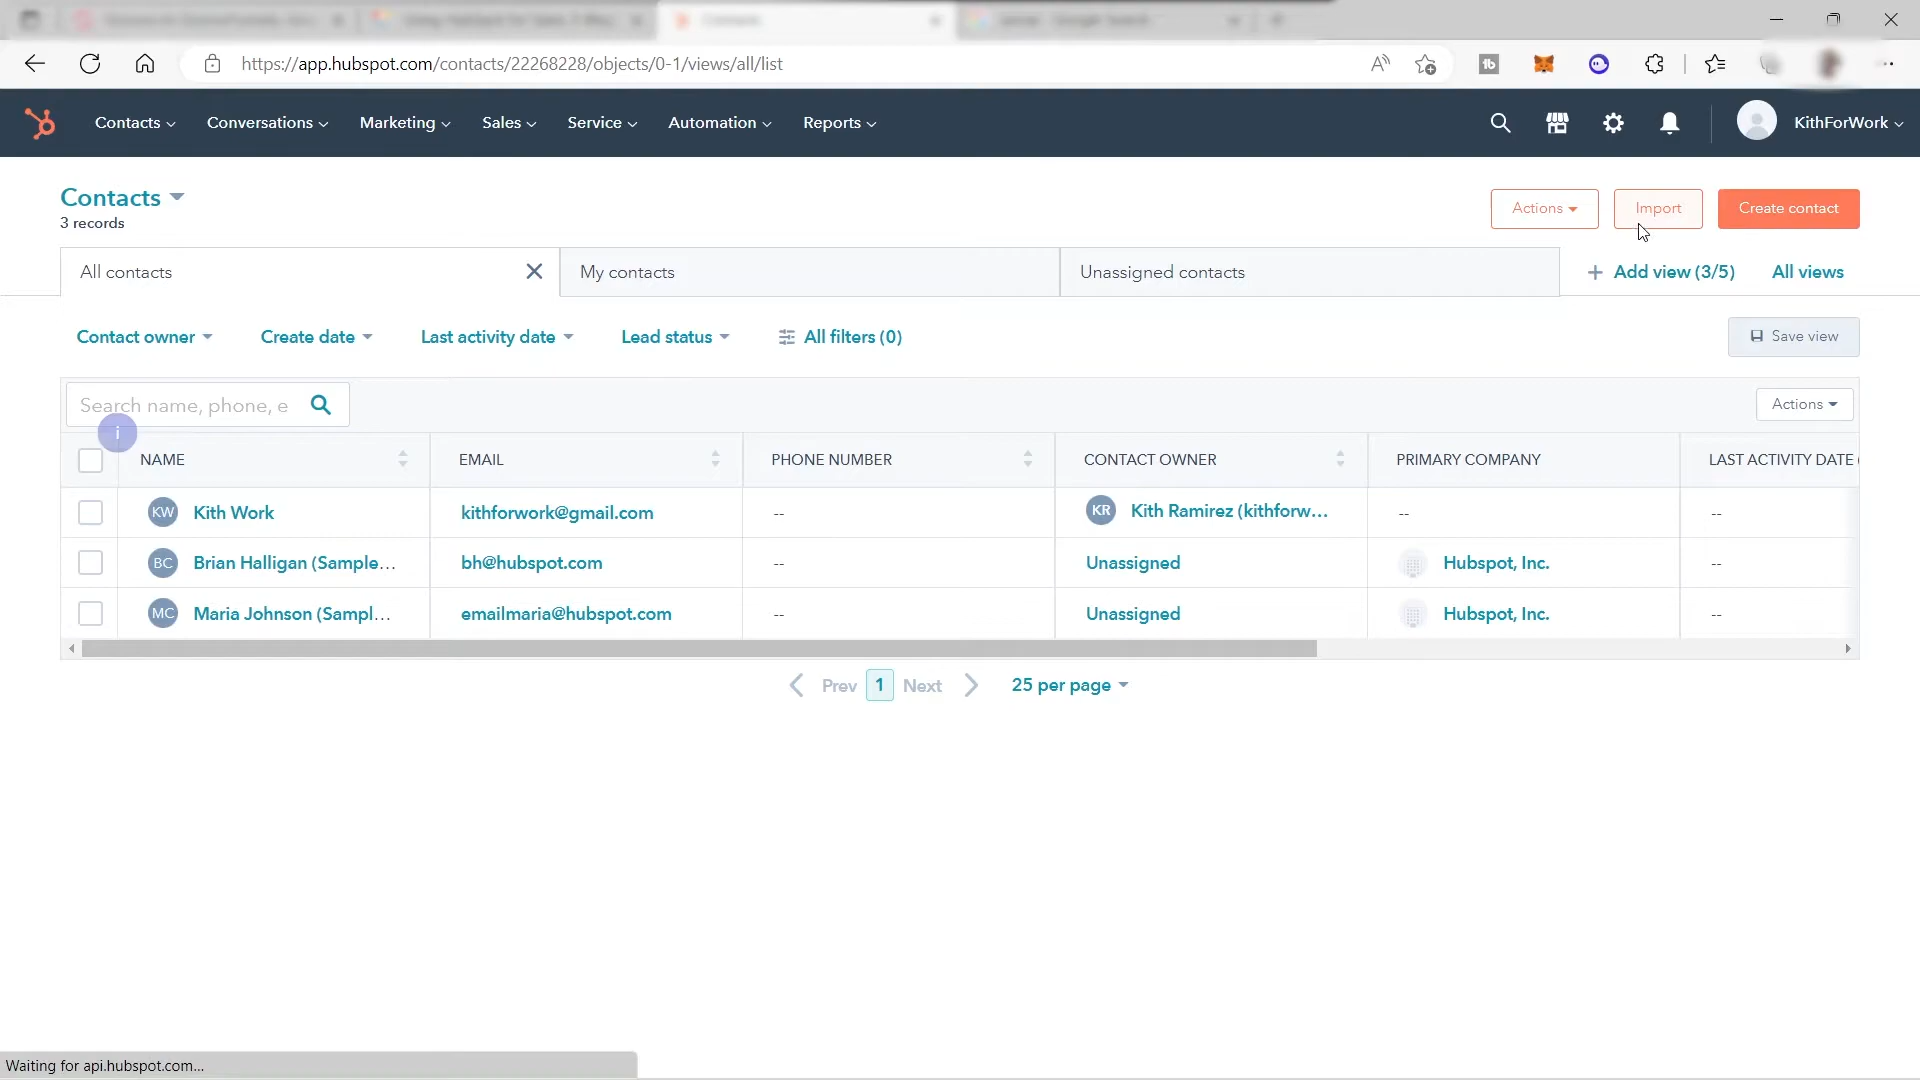 Contacts
https://app.hubspot.com/contacts/22268228/objects/0-1/views/all/list
Contacts Conversations Marketing Sales Service Automation Reports KithForWork
Contacts
3 records
Actions Import Create contact
All contacts My contacts Unassigned contacts + Add view (3/5) All views
Contact owner Create date Last activity date Lead status All filters (0) Save view
Search name, phone, e Actions
i
NAME EMAIL PHONE NUMBER CONTACT OWNER PRIMARY COMPANY LAST ACTIVITY DATE (
KW Kith Work kithforwork@gmail.com -- KR Kith Ramirez (kithforw... -- --
BC Brian Halligan (Sample... bh@hubspot.com -- Unassigned Hubspot, Inc. --
MC Maria Johnson (Sampl... emailmaria@hubspot.com -- Unassigned Hubspot, Inc. --
Prev 1 Next 25 per page
Waiting for api.hubspot.com...